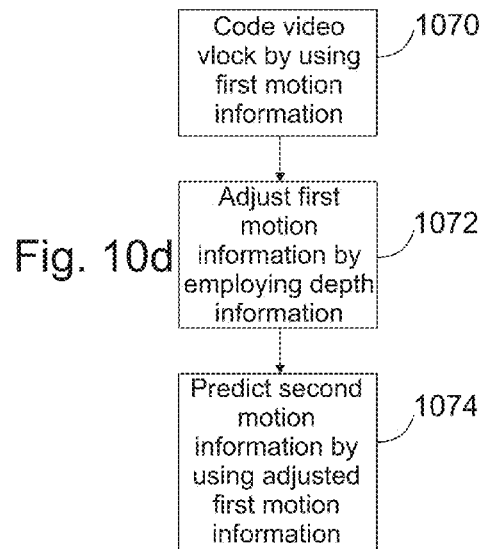 Code video
vlock by using
first motion
information
1070
Adjust first
motion
information by
employing depth
information
1072
Fig. 10d
Predict second
motion
information by
using adjusted
first motion
information
1074